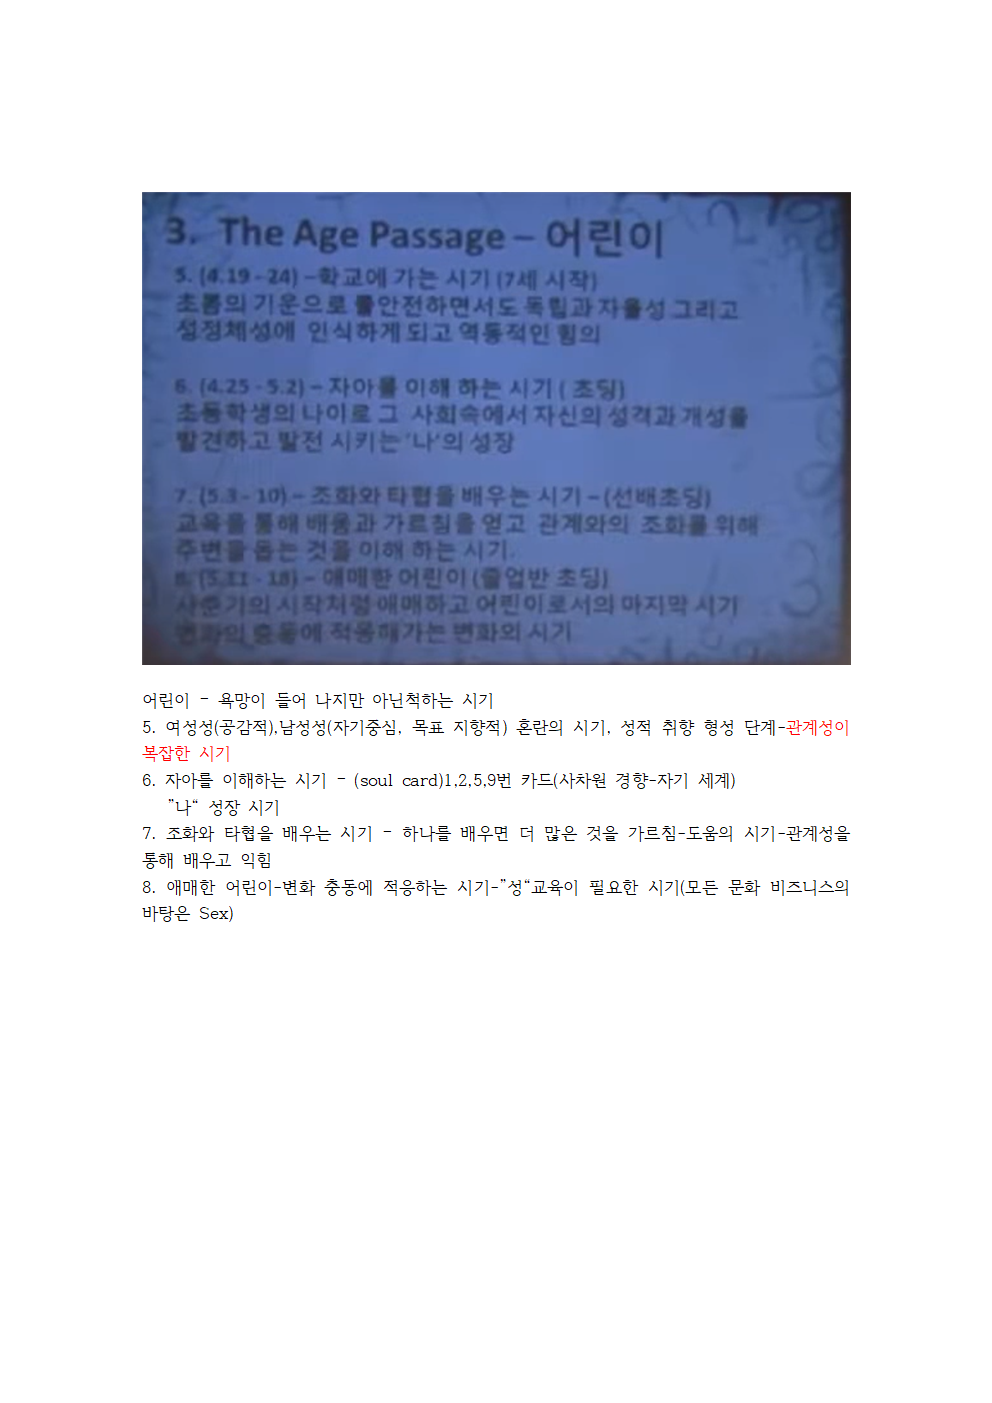 3. The Age Passage – 어린이
5. (4.19 - 24) –학교에 가는 시기 (7세 시작)
초봄의 기운으로 불안전하면서도 독립과 자율성 그리고
성정체성에 인식하게 되고 역동적인 힘의
6. (4.25 - 5.2) – 자아를 이해 하는 시기 ( 초딩)
초등학생의 나이로 그 사회속에서 자신의 성격과 개성을
발견하고 발전 시키는 '나'의 성장
7. (5.3 - 10) – 조화와 타협을 배우는 시기 – (선배초딩)
교육을 통해 배움과 가르침을 얻고 관계와의 조화를 위해
주변을 돕는 것을 이해 하는 시기.
8. (5.11 - 18) – 애매한 어린이 (졸업반 초딩)
사춘기의 시작처럼 애매하고 어린이로서의 마지막 시기
변화의 충동에 적응해가는 변화의 시기
어린이 - 욕망이 들어 나지만 아닌척하는 시기
5. 여성성(공감적),남성성(자기중심, 목표 지향적) 혼란의 시기, 성적 취향 형성 단계-관계성이
복잡한 시기
6. 자아를 이해하는 시기 - (soul card)1,2,5,9번 카드(사차원 경향-자기 세계)
"나" 성장 시기
7. 조화와 타협을 배우는 시기 - 하나를 배우면 더 많은 것을 가르침-도움의 시기-관계성을
통해 배우고 익힘
8. 애매한 어린이-변화 충동에 적응하는 시기-"성"교육이 필요한 시기(모든 문화 비즈니스의
바탕은 Sex)